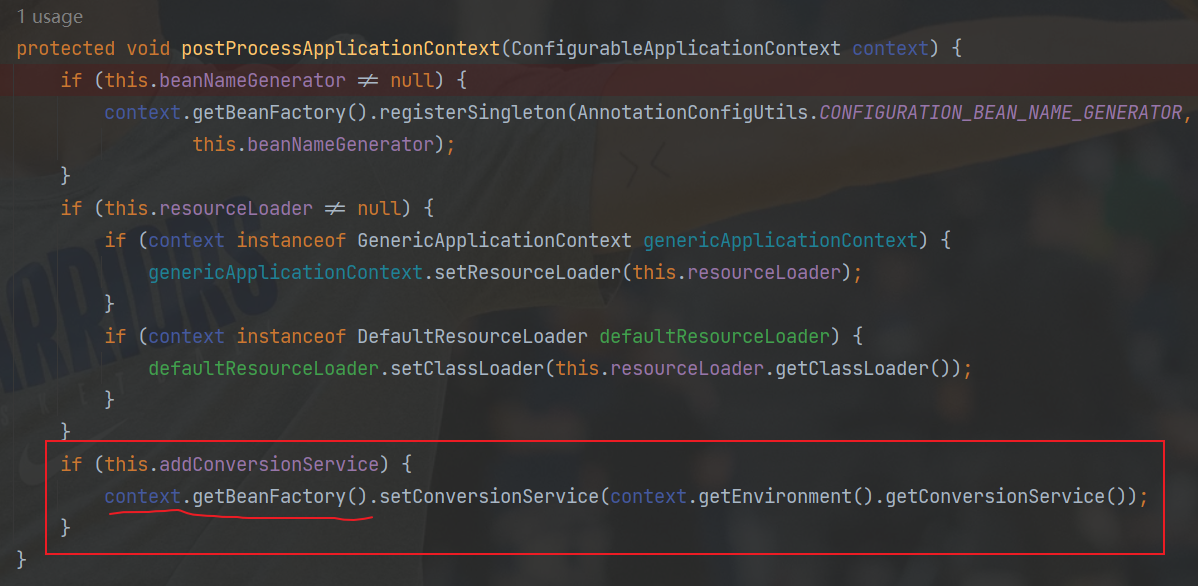 1 usage
protected void postProcessApplicationContext(ConfigurableApplicationContext context) {
if (this.beanNameGenerator ≠ null) {
context.getBeanFactory().registerSingleton(AnnotationConfigUtils.CONFIGURATION_BEAN_NAME_GENERATOR,
this.beanNameGenerator);
}
if (this.resourceLoader ≠ null) {
if (context instanceof GenericApplicationContext genericApplicationContext) {
genericApplicationContext.setResourceLoader(this.resourceLoader);
}
if (context instanceof DefaultResourceLoader defaultResourceLoader) {
defaultResourceLoader.setClassLoader(this.resourceLoader.getClassLoader());
}
}
if (this.addConversionService) {
context.getBeanFactory().setConversionService(context.getEnvironment().getConversionService());
}
}